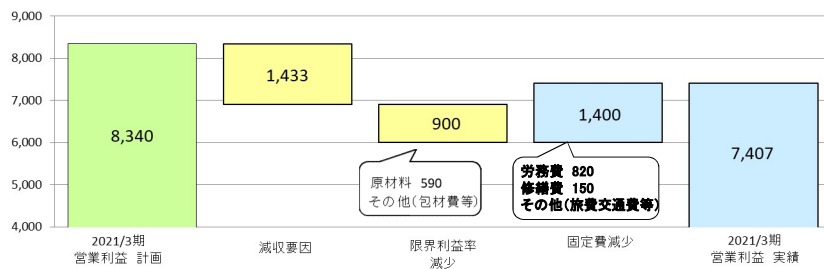 9,000
8,000
7,000
6,000
5,000
4,000
8,340
1,433
900
1,400
7,407
原材料 590
その他(包材費等)
労務費 820
修繕費 150
その他(旅費交通費等)
2021/3期
営業利益 計画
減収要因
限界利益率
減少
固定費減少
2021/3期
営業利益 実績